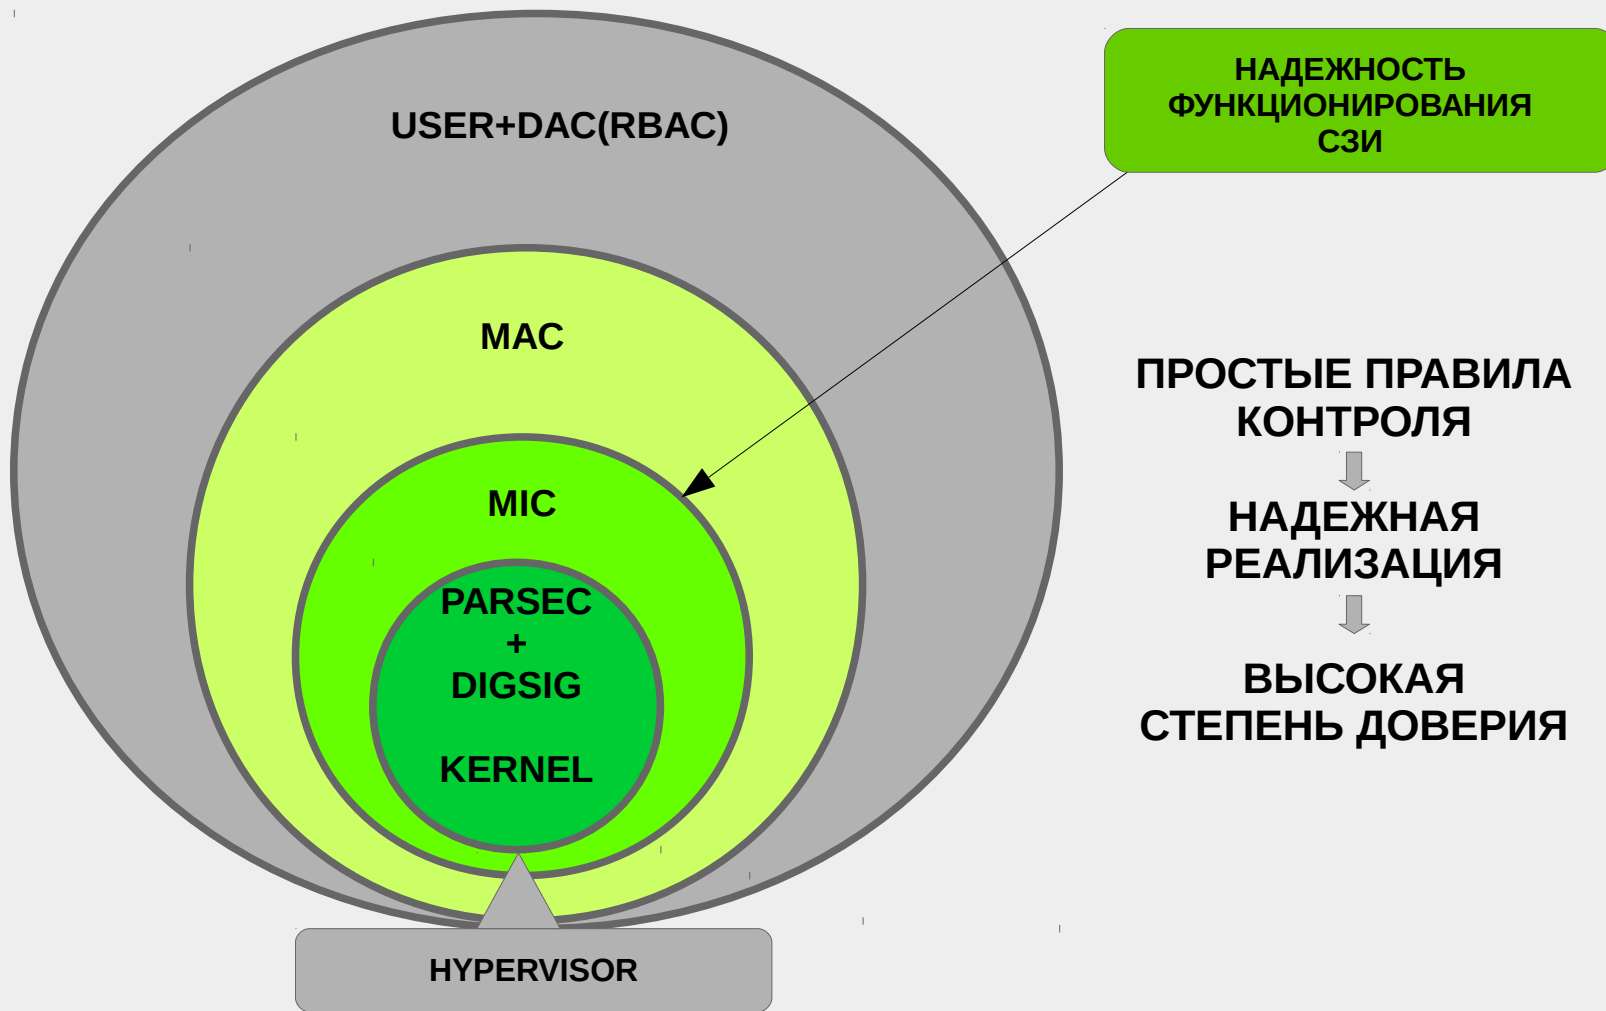 USER+DAC(RBAC)
MAC
MIC
PARSEC
+
DIGSIG
KERNEL
HYPERVISOR
НАДЕЖНОСТЬ
ФУНКЦИОНИРОВАНИЯ
СЗИ
ПРОСТЫЕ ПРАВИЛА
КОНТРОЛЯ
НАДЕЖНАЯ
РЕАЛИЗАЦИЯ
ВЫСОКАЯ
СТЕПЕНЬ ДОВЕРИЯ